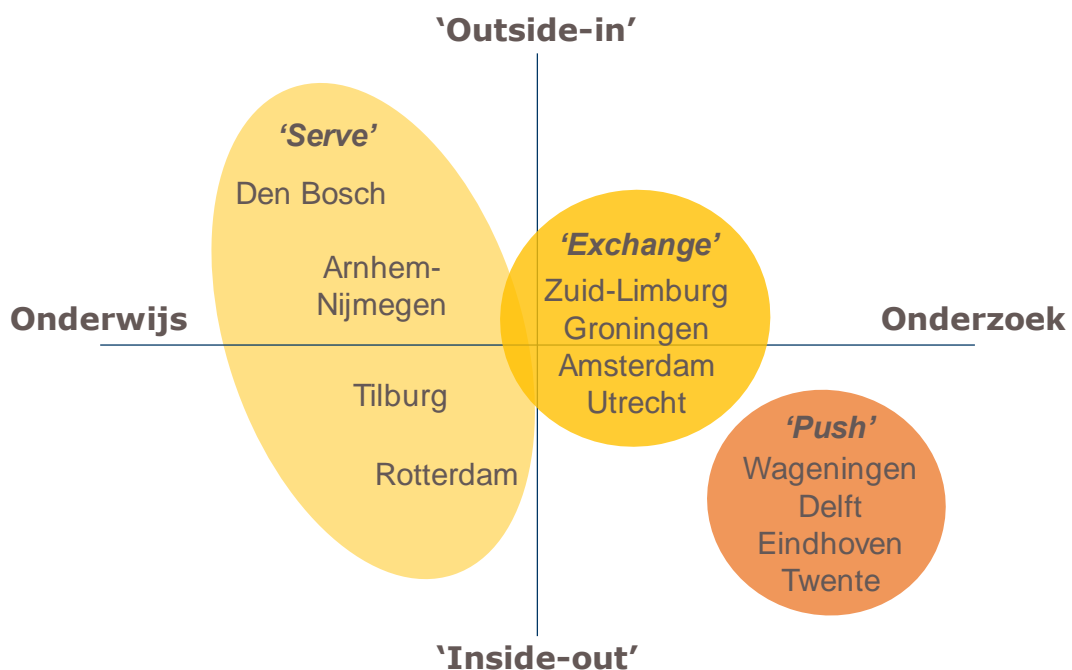 ‘Outside-in’
‘Serve’
Den Bosch
Arnhem-
Nijmegen
Tilburg
Rotterdam
‘Exchange’
Zuid-Limburg
Groningen
Amsterdam
Utrecht
Onderwijs
Onderzoek
‘Push’
Wageningen
Delft
Eindhoven
Twente
‘Inside-out’